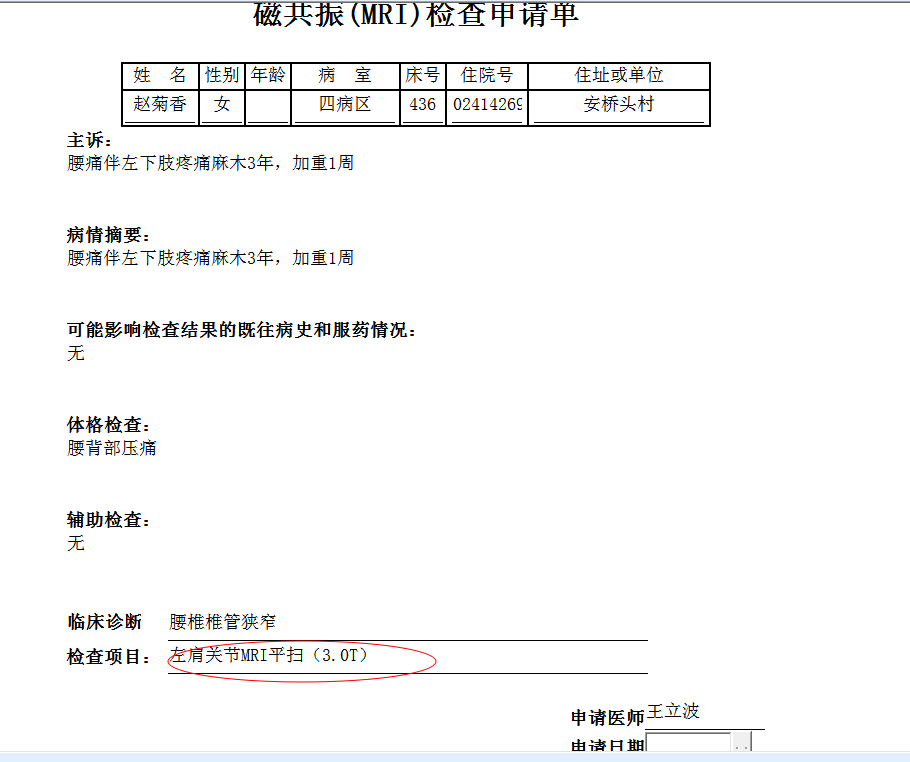 磁共振(MRI)检查申请单
姓 名 性别 年龄 病 室 床号 住院号 住址或单位
赵菊香 女 四病区 436 02414269 安桥头村
主诉：
腰痛伴左下肢疼痛麻木3年，加重1周
病情摘要：
腰痛伴左下肢疼痛麻木3年，加重1周
可能影响检查结果的既往病史和服药情况：
无
体格检查：
腰背部压痛
辅助检查：
无
临床诊断 腰椎椎管狭窄
检查项目： 左肩关节MRI平扫（3.0T）
申请医师 王立波
申请日期